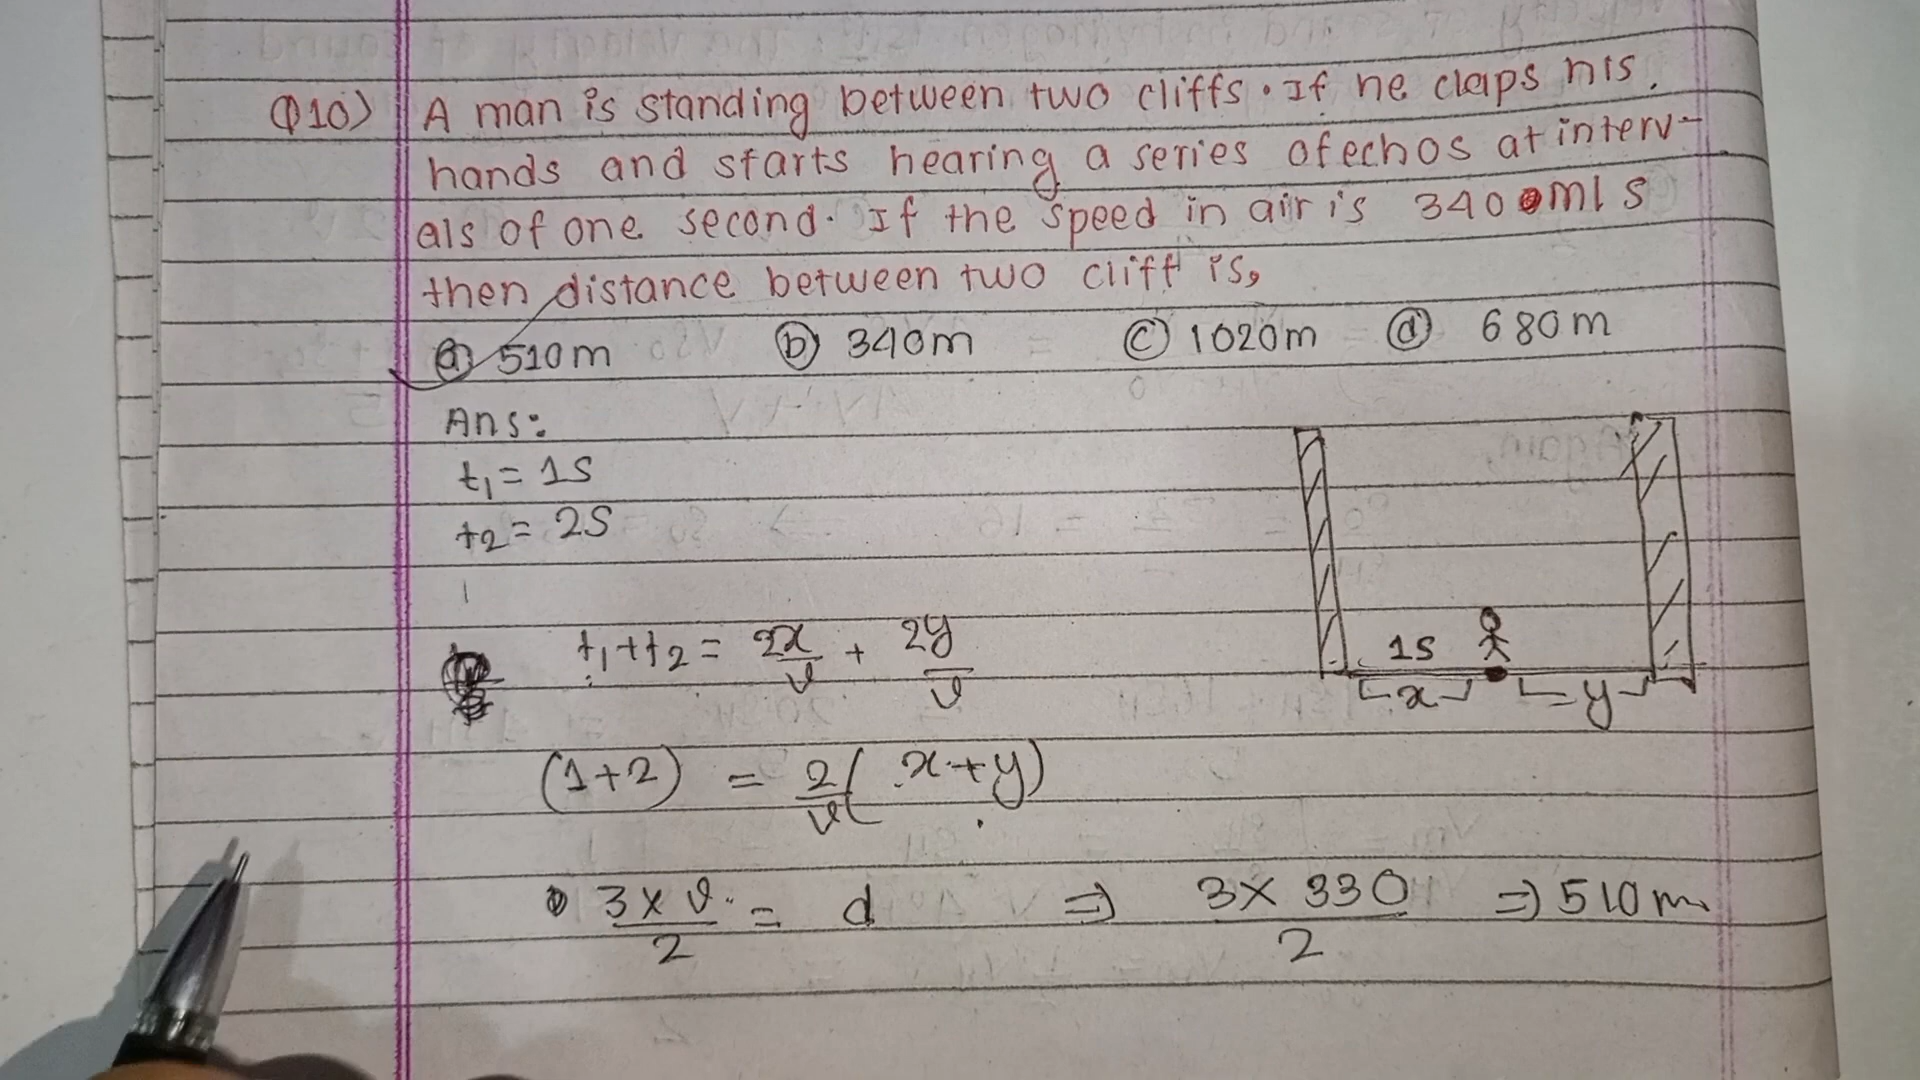 Q10) A man is standing between two cliffs. If he claps his
hands and starts hearing a series of echos at interv-
als of one second. If the speed in air is 340 m/s
then distance between two cliff is,
(a) 510m (b) 340m (c) 1020m (d) 680m
Ans:
t₁ = 1s
t₂ = 2s
t₁+t₂ = 2x/v + 2y/v
1s
x y
(1+2) = 2/v (x+y)
3×v/2 = d ⇒ 3×330/2 ⇒ 510m